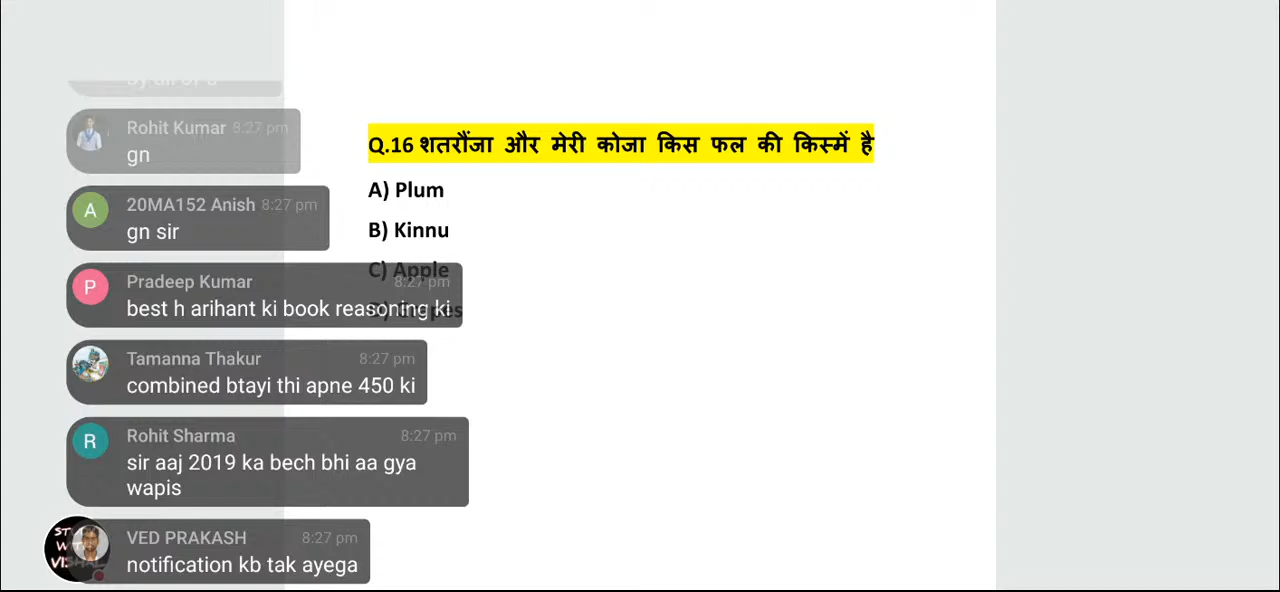 Rohit Kumar 8:27 pm
gn
20MA152 Anish 8:27 pm
gn sir
Pradeep Kumar 8:27 pm
best h arihant ki book reasoning ki
Tamanna Thakur 8:27 pm
combined btayi thi apne 450 ki
Rohit Sharma 8:27 pm
sir aaj 2019 ka bech bhi aa gya
wapis
VED PRAKASH 8:27 pm
notification kb tak ayega
Q.16 शतरौंजा और मेरी कोजा किस फल की किस्में है
A) Plum
B) Kinnu
C) Apple